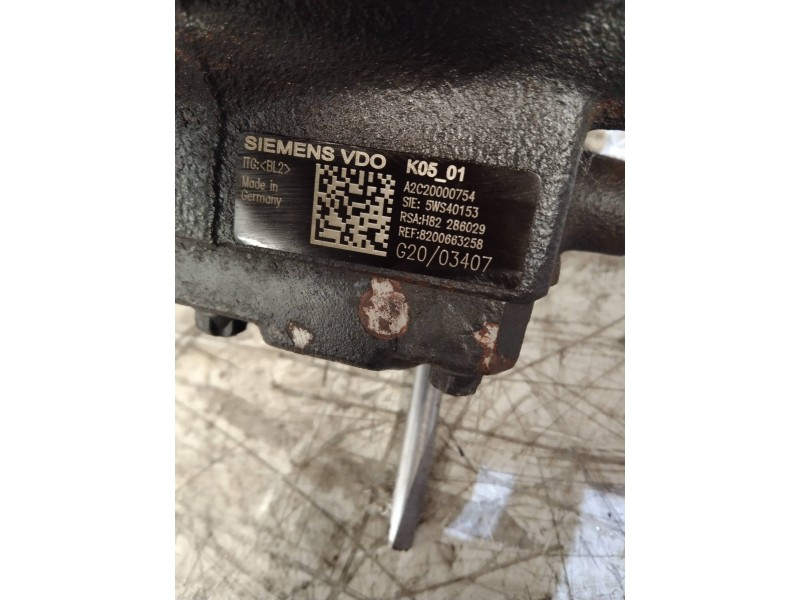 SIEMENS VDO K05_01
ITG:<BL2> A2C20000754
Made in SIE: 5WS40153
Germany RSA:H82 286029
REF:8200663258
G20/03407